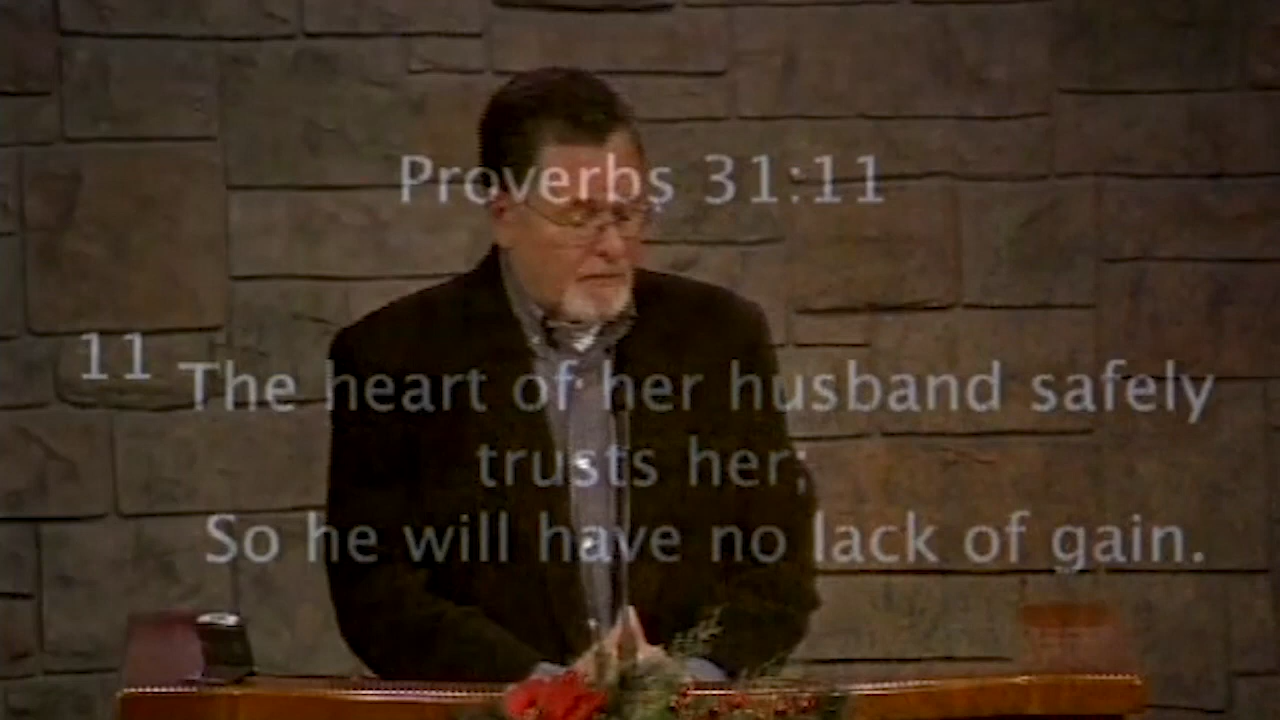 Proverbs 31:11
11 The heart of her husband safely
trusts her;
So he will have no lack of gain.